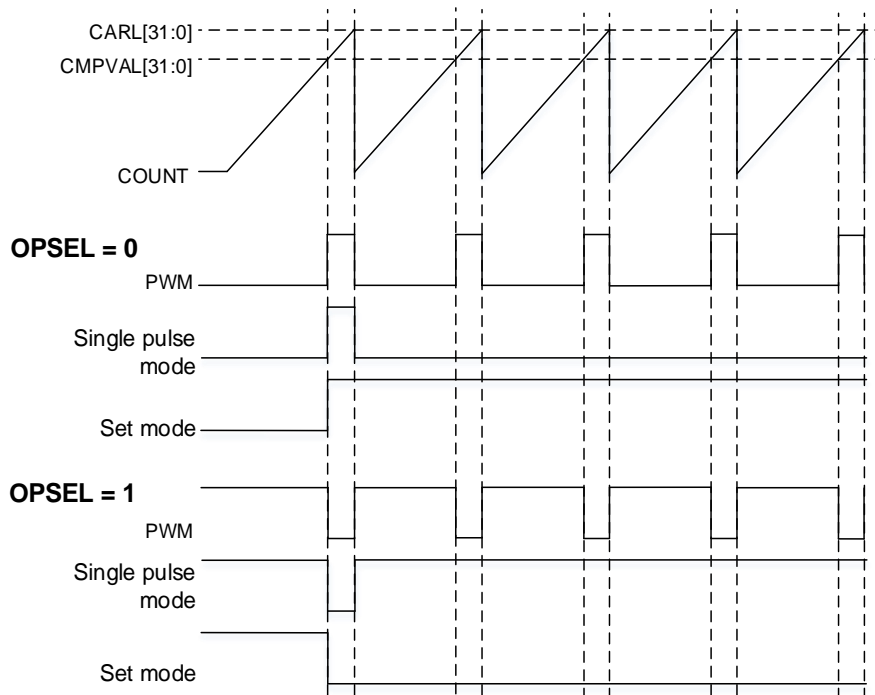 CARL[31:0]
CMPVAL[31:0]
COUNT
OPSEL = 0
PWM
Single pulse
mode
Set mode
OPSEL = 1
PWM
Single pulse
mode
Set mode